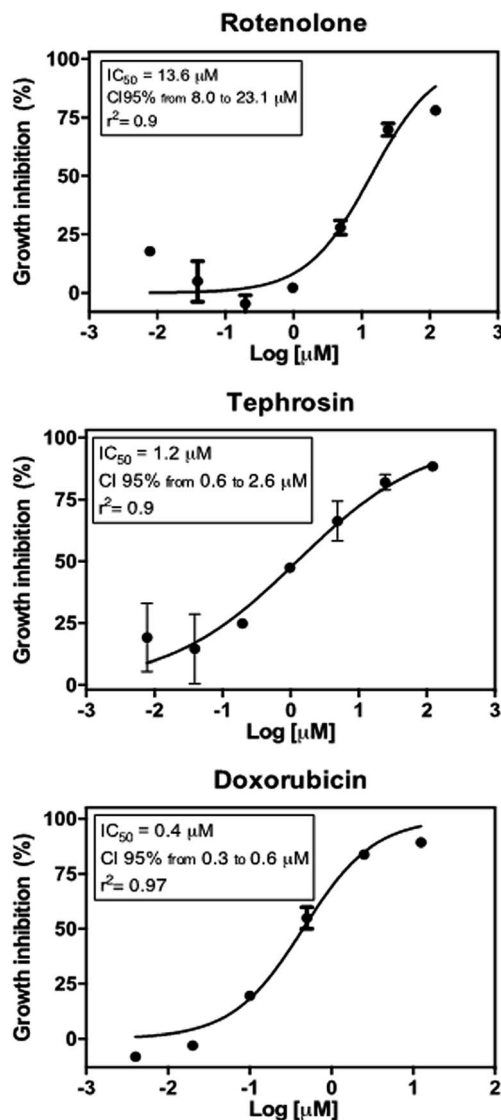 Rotenolone
IC50 = 13.6 µM
CI95% from 8.0 to 23.1 µM
r²= 0.9
Growth inhibition (%)
100
75
50
25
0
-3 -2 -1 0 1 2 3
Log [µM]
Tephrosin
IC50 = 1.2 µM
CI 95% from 0.6 to 2.6 µM
r²= 0.9
Growth inhibition (%)
100
75
50
25
0
-3 -2 -1 0 1 2 3
Log [µM]
Doxorubicin
IC50 = 0.4 µM
CI 95% from 0.3 to 0.6 µM
r²= 0.97
Growth inhibition (%)
100
75
50
25
0
-3 -2 -1 0 1 2
Log [µM]